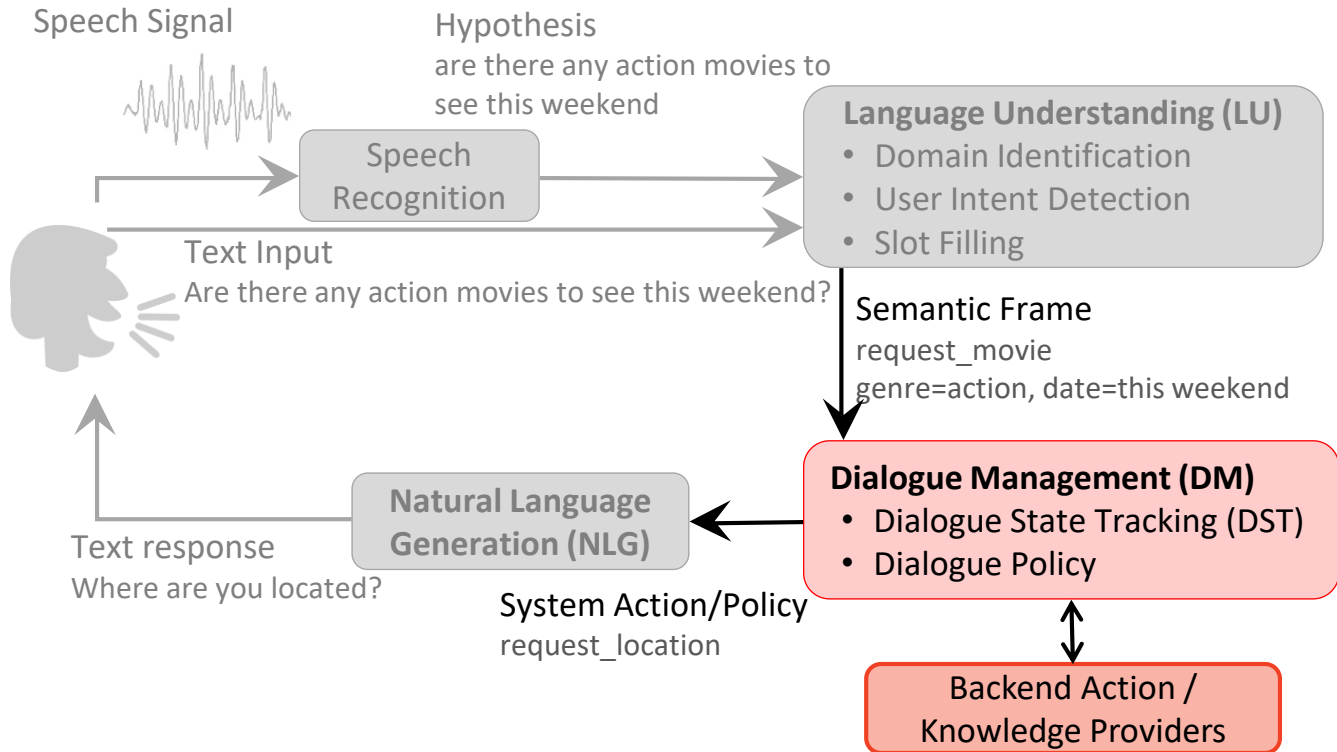 Speech Signal
Hypothesis
are there any action movies to
see this weekend
Speech
Recognition
Language Understanding (LU)
• Domain Identification
• User Intent Detection
• Slot Filling
Text Input
Are there any action movies to see this weekend?
Semantic Frame
request_movie
genre=action, date=this weekend
Dialogue Management (DM)
• Dialogue State Tracking (DST)
• Dialogue Policy
Natural Language
Generation (NLG)
Text response
Where are you located?
System Action/Policy
request_location
Backend Action /
Knowledge Providers